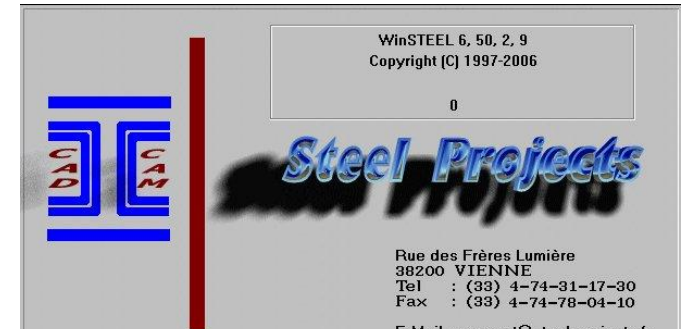 WinSTEEL 6, 50, 2, 9
Copyright (C) 1997-2006
0
CAD
CAM
Steel Projects
Rue des Frères Lumière
38200 VIENNE
Tel : (33) 4-74-31-17-30
Fax : (33) 4-74-78-04-10